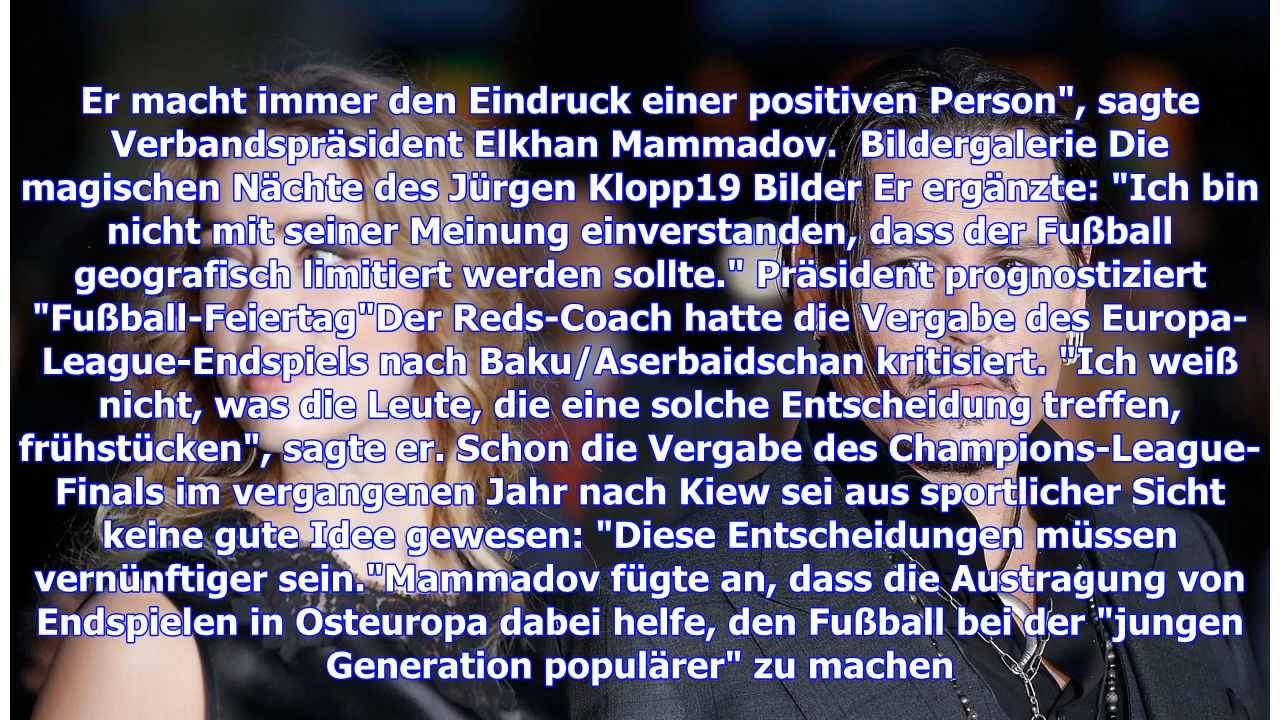 Er macht immer den Eindruck einer positiven Person", sagte
Verbandspräsident Elkhan Mammadov.  Bildergalerie Die
magischen Nächte des Jürgen Klopp19 Bilder Er ergänzte: "Ich bin
nicht mit seiner Meinung einverstanden, dass der Fußball
geografisch limitiert werden sollte." Präsident prognostiziert
"Fußball-Feiertag"Der Reds-Coach hatte die Vergabe des Europa-
League-Endspiels nach Baku/Aserbaidschan kritisiert. "Ich weiß
nicht, was die Leute, die eine solche Entscheidung treffen,
frühstücken", sagte er. Schon die Vergabe des Champions-League-
Finals im vergangenen Jahr nach Kiew sei aus sportlicher Sicht
keine gute Idee gewesen: "Diese Entscheidungen müssen
vernünftiger sein."Mammadov fügte an, dass die Austragung von
Endspielen in Osteuropa dabei helfe, den Fußball bei der "jungen
Generation populärer" zu machen